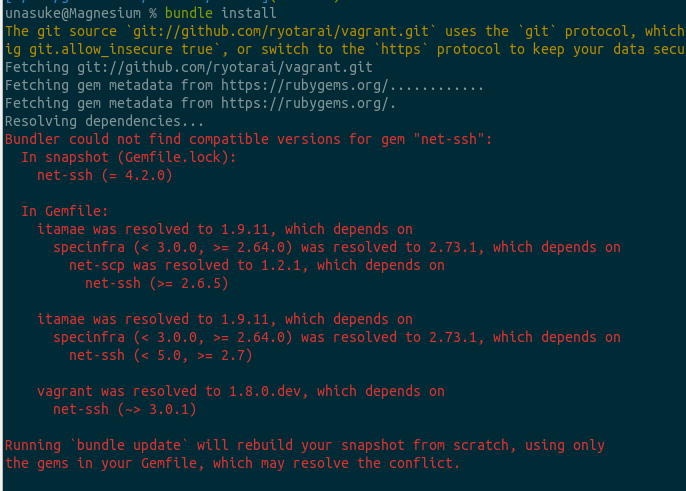 unasuke@Magnesium % bundle install
The git source `git://github.com/ryotarai/vagrant.git` uses the `git` protocol, which
ig git.allow_insecure true`, or switch to the `https` protocol to keep your data secu
Fetching git://github.com/ryotarai/vagrant.git
Fetching gem metadata from https://rubygems.org/............
Fetching gem metadata from https://rubygems.org/.
Resolving dependencies...
Bundler could not find compatible versions for gem "net-ssh":
  In snapshot (Gemfile.lock):
    net-ssh (= 4.2.0)

  In Gemfile:
    itamae was resolved to 1.9.11, which depends on
      specinfra (< 3.0.0, >= 2.64.0) was resolved to 2.73.1, which depends on
        net-scp was resolved to 1.2.1, which depends on
          net-ssh (>= 2.6.5)

    itamae was resolved to 1.9.11, which depends on
      specinfra (< 3.0.0, >= 2.64.0) was resolved to 2.73.1, which depends on
        net-ssh (< 5.0, >= 2.7)

    vagrant was resolved to 1.8.0.dev, which depends on
      net-ssh (~> 3.0.1)

Running `bundle update` will rebuild your snapshot from scratch, using only
the gems in your Gemfile, which may resolve the conflict.